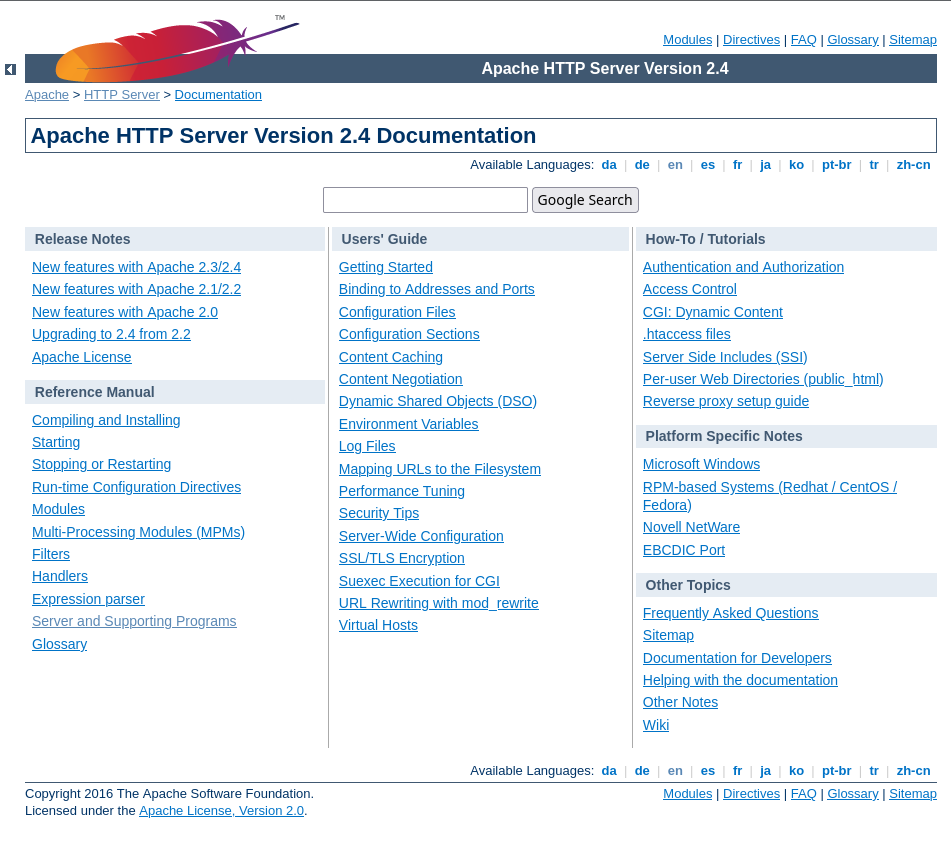 TM
Modules | Directives | FAQ | Glossary | Sitemap
Apache HTTP Server Version 2.4
Apache > HTTP Server > Documentation
Apache HTTP Server Version 2.4 Documentation
Available Languages: da | de | en | es | fr | ja | ko | pt-br | tr | zh-cn
Google Search
Release Notes
New features with Apache 2.3/2.4
New features with Apache 2.1/2.2
New features with Apache 2.0
Upgrading to 2.4 from 2.2
Apache License
Reference Manual
Compiling and Installing
Starting
Stopping or Restarting
Run-time Configuration Directives
Modules
Multi-Processing Modules (MPMs)
Filters
Handlers
Expression parser
Server and Supporting Programs
Glossary
Users' Guide
Getting Started
Binding to Addresses and Ports
Configuration Files
Configuration Sections
Content Caching
Content Negotiation
Dynamic Shared Objects (DSO)
Environment Variables
Log Files
Mapping URLs to the Filesystem
Performance Tuning
Security Tips
Server-Wide Configuration
SSL/TLS Encryption
Suexec Execution for CGI
URL Rewriting with mod_rewrite
Virtual Hosts
How-To / Tutorials
Authentication and Authorization
Access Control
CGI: Dynamic Content
.htaccess files
Server Side Includes (SSI)
Per-user Web Directories (public_html)
Reverse proxy setup guide
Platform Specific Notes
Microsoft Windows
RPM-based Systems (Redhat / CentOS /
Fedora)
Novell NetWare
EBCDIC Port
Other Topics
Frequently Asked Questions
Sitemap
Documentation for Developers
Helping with the documentation
Other Notes
Wiki
Available Languages: da | de | en | es | fr | ja | ko | pt-br | tr | zh-cn
Copyright 2016 The Apache Software Foundation.
Licensed under the Apache License, Version 2.0.
Modules | Directives | FAQ | Glossary | Sitemap